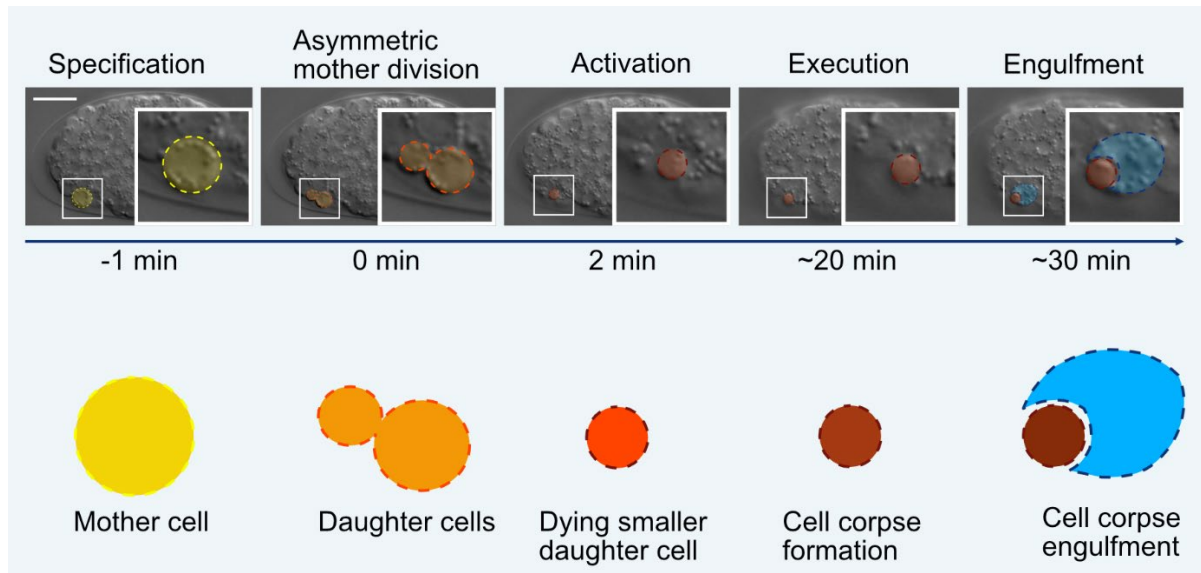 Specification
Asymmetric
mother division
Activation
Execution
Engulfment
-1 min
0 min
2 min
~20 min
~30 min
Mother cell
Daughter cells
Dying smaller
daughter cell
Cell corpse
formation
Cell corpse
engulfment